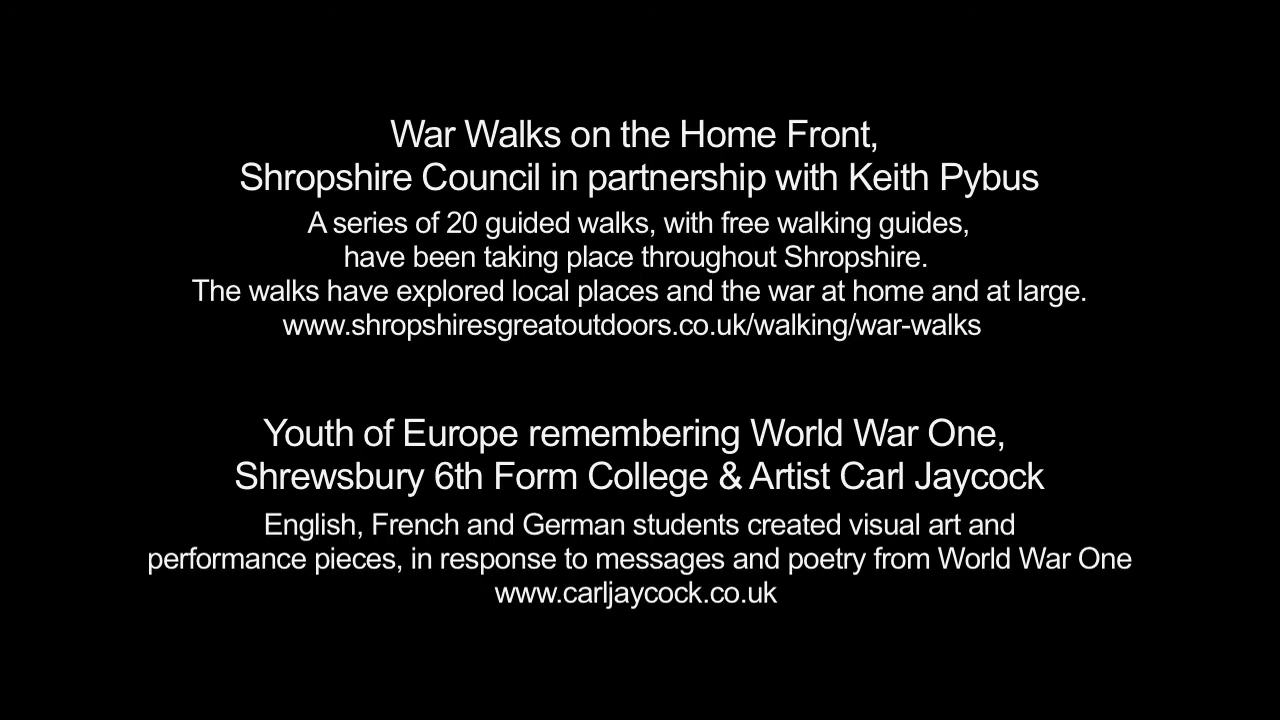 War Walks on the Home Front,
Shropshire Council in partnership with Keith Pybus
A series of 20 guided walks, with free walking guides,
have been taking place throughout Shropshire.
The walks have explored local places and the war at home and at large.
www.shropshiresgreatoutdoors.co.uk/walking/war-walks
Youth of Europe remembering World War One,
Shrewsbury 6th Form College & Artist Carl Jaycock
English, French and German students created visual art and
performance pieces, in response to messages and poetry from World War One
www.carljaycock.co.uk